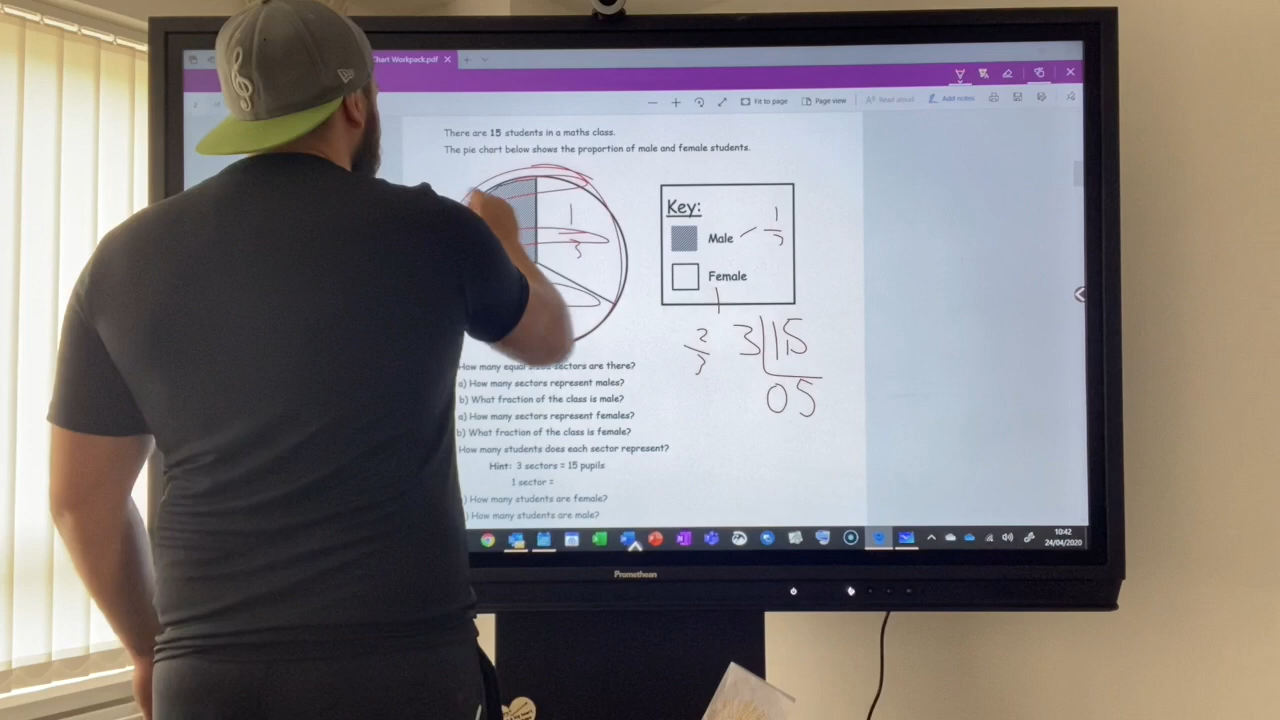 Chart Workpack.pdf
Fit to page Page view Read aloud Add notes
There are 15 students in a maths class.
The pie chart below shows the proportion of male and female students.
1
3
Key:
Male
1
3
Female
2
3
3 15
05
How many equal sized sectors are there?
a) How many sectors represent males?
b) What fraction of the class is male?
a) How many sectors represent females?
b) What fraction of the class is female?
How many students does each sector represent?
Hint: 3 sectors = 15 pupils
1 sector =
) How many students are female?
) How many students are male?
10:42
24/04/2020
Promethean